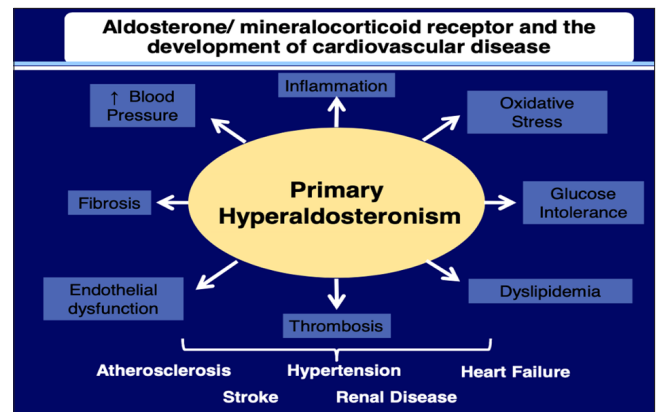 Aldosterone/ mineralocorticoid receptor and the
development of cardiovascular disease
Inflammation
↑ Blood
Pressure
Oxidative
Stress
Primary
Hyperaldosteronism
Fibrosis
Glucose
Intolerance
Endothelial
dysfunction
Dyslipidemia
Thrombosis
Atherosclerosis
Hypertension
Heart Failure
Stroke
Renal Disease